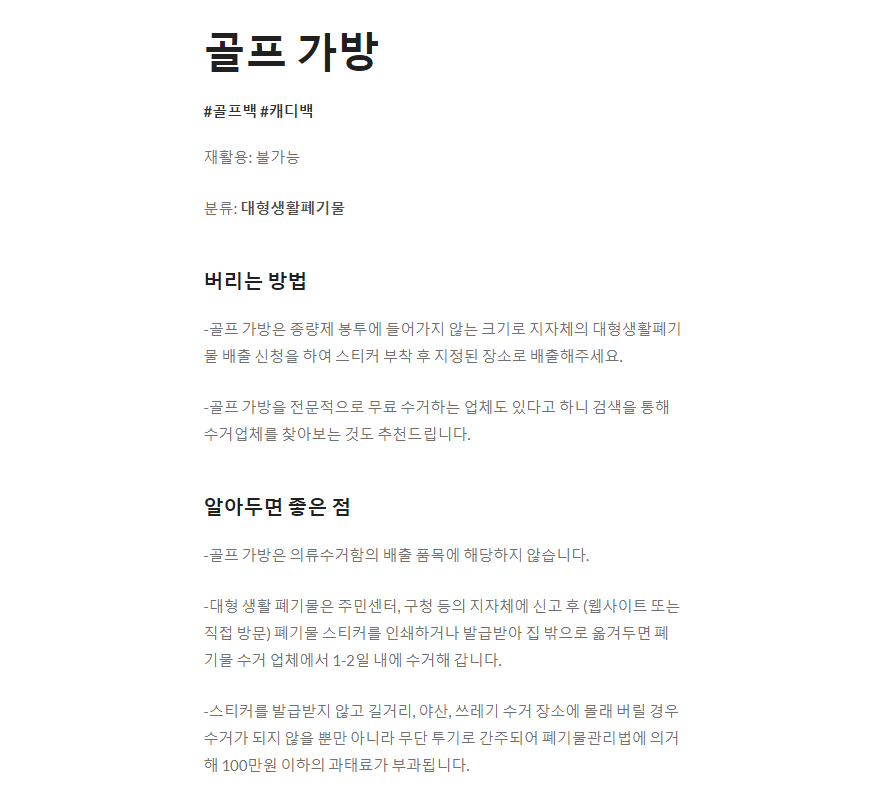 골프 가방
#골프백 #캐디백
재활용: 불가능
분류: 대형생활폐기물
버리는 방법
-골프 가방은 종량제 봉투에 들어가지 않는 크기로 지자체의 대형생활폐기
물 배출 신청을 하여 스티커 부착 후 지정된 장소로 배출해주세요.
-골프 가방을 전문적으로 무료 수거하는 업체도 있다고 하니 검색을 통해
수거업체를 찾아보는 것도 추천드립니다.
알아두면 좋은 점
-골프 가방은 의류수거함의 배출 품목에 해당하지 않습니다.
-대형 생활 폐기물은 주민센터, 구청 등의 지자체에 신고 후 (웹사이트 또는
직접 방문) 폐기물 스티커를 인쇄하거나 발급받아 집 밖으로 옮겨두면 폐
기물 수거 업체에서 1-2일 내에 수거해 갑니다.
-스티커를 발급받지 않고 길거리, 야산, 쓰레기 수거 장소에 몰래 버릴 경우
수거가 되지 않을 뿐만 아니라 무단 투기로 간주되어 폐기물관리법에 의거
해 100만원 이하의 과태료가 부과됩니다.